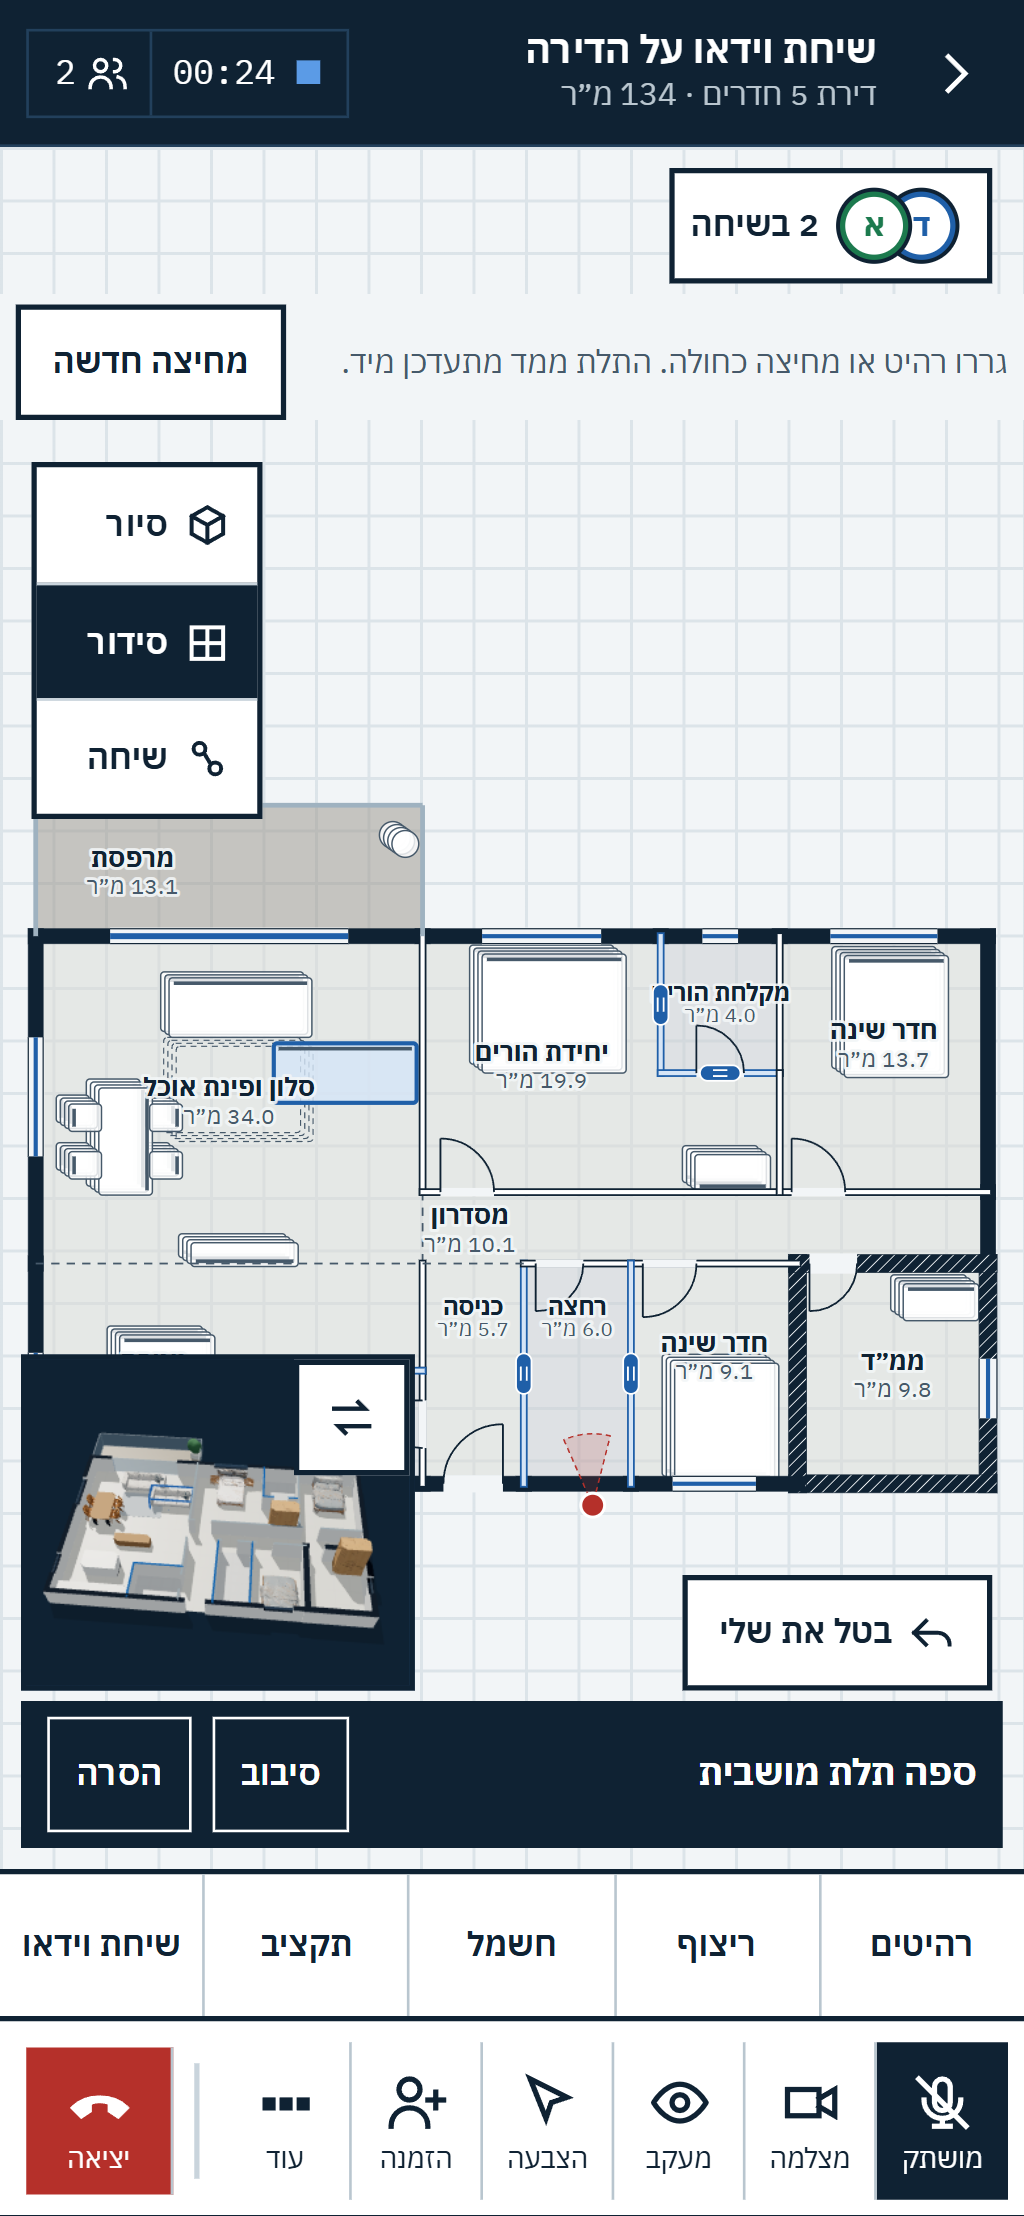 שיחת וידאו על הדירה
דירת 5 חדרים · 134 מ״ר
00:24
2
ד
א
2 בשיחה
גררו רהיט או מחיצה כחולה. התלת ממד מתעדכן מיד.
מחיצה חדשה
סיור
סידור
שיחה
מרפסת
13.1 מ״ר
מקלחת הורים
4.0 מ״ר
חדר שינה
13.7 מ״ר
יחידת הורים
19.9 מ״ר
סלון ופינת אוכל
34.0 מ״ר
מסדרון
10.1 מ״ר
כניסה
5.7 מ״ר
רחצה
6.0 מ״ר
חדר שינה
9.1 מ״ר
ממ״ד
9.8 מ״ר
בטל את שלי
ספה תלת מושבית
סיבוב
הסרה
רהיטים
ריצוף
חשמל
תקציב
שיחת וידאו
מושתק
מצלמה
מעקב
הצבעה
הזמנה
עוד
יציאה